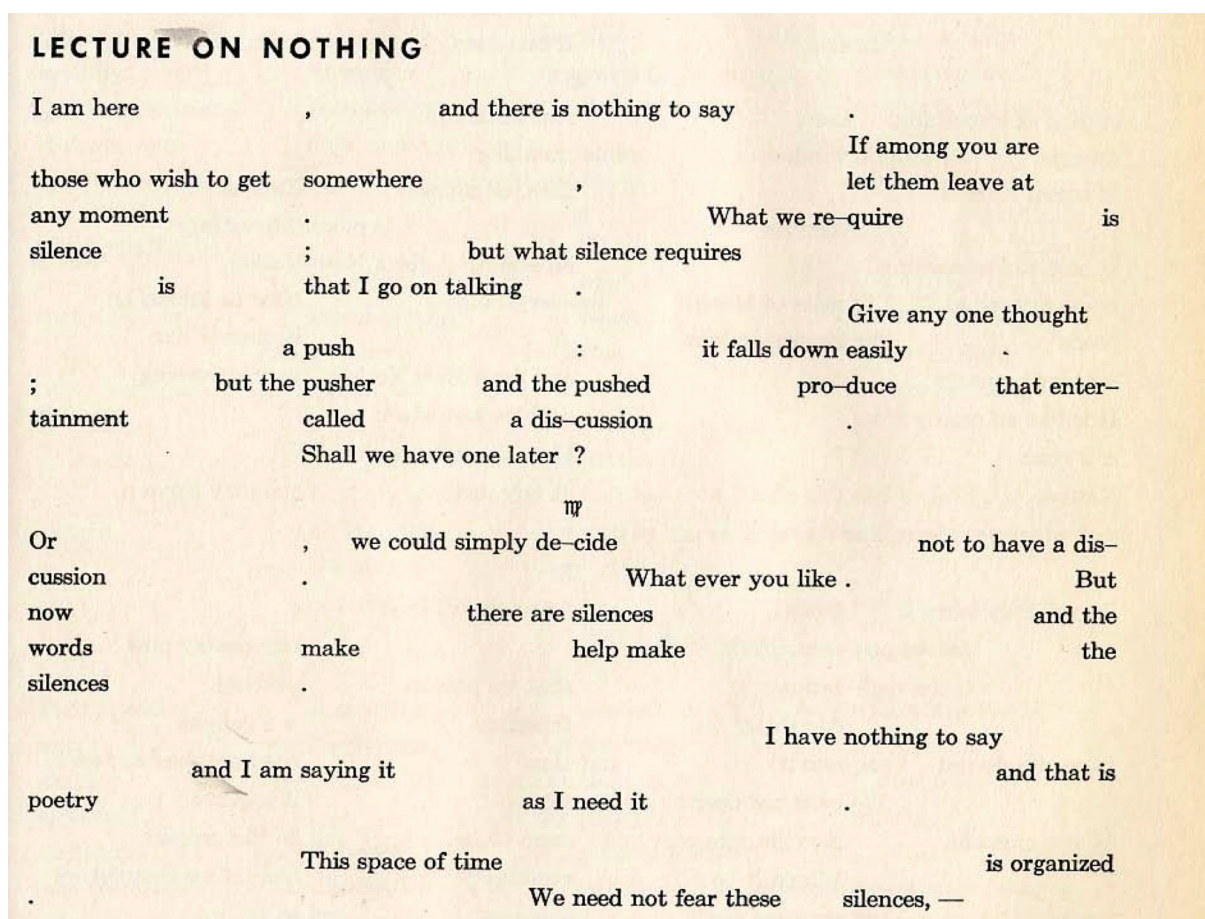 LECTURE ON NOTHING
I am here , and there is nothing to say .
If among you are
those who wish to get somewhere , let them leave at
any moment . What we re–quire is
silence ; but what silence requires
is that I go on talking .
Give any one thought
a push : it falls down easily .
; but the pusher and the pushed pro–duce that enter–
tainment called a dis–cussion .
Shall we have one later ?
Or , we could simply de–cide not to have a dis–
cussion . What ever you like . But
now there are silences and the
words make help make the
silences .
I have nothing to say
and I am saying it and that is
poetry as I need it .
This space of time is organized
. We need not fear these silences, —